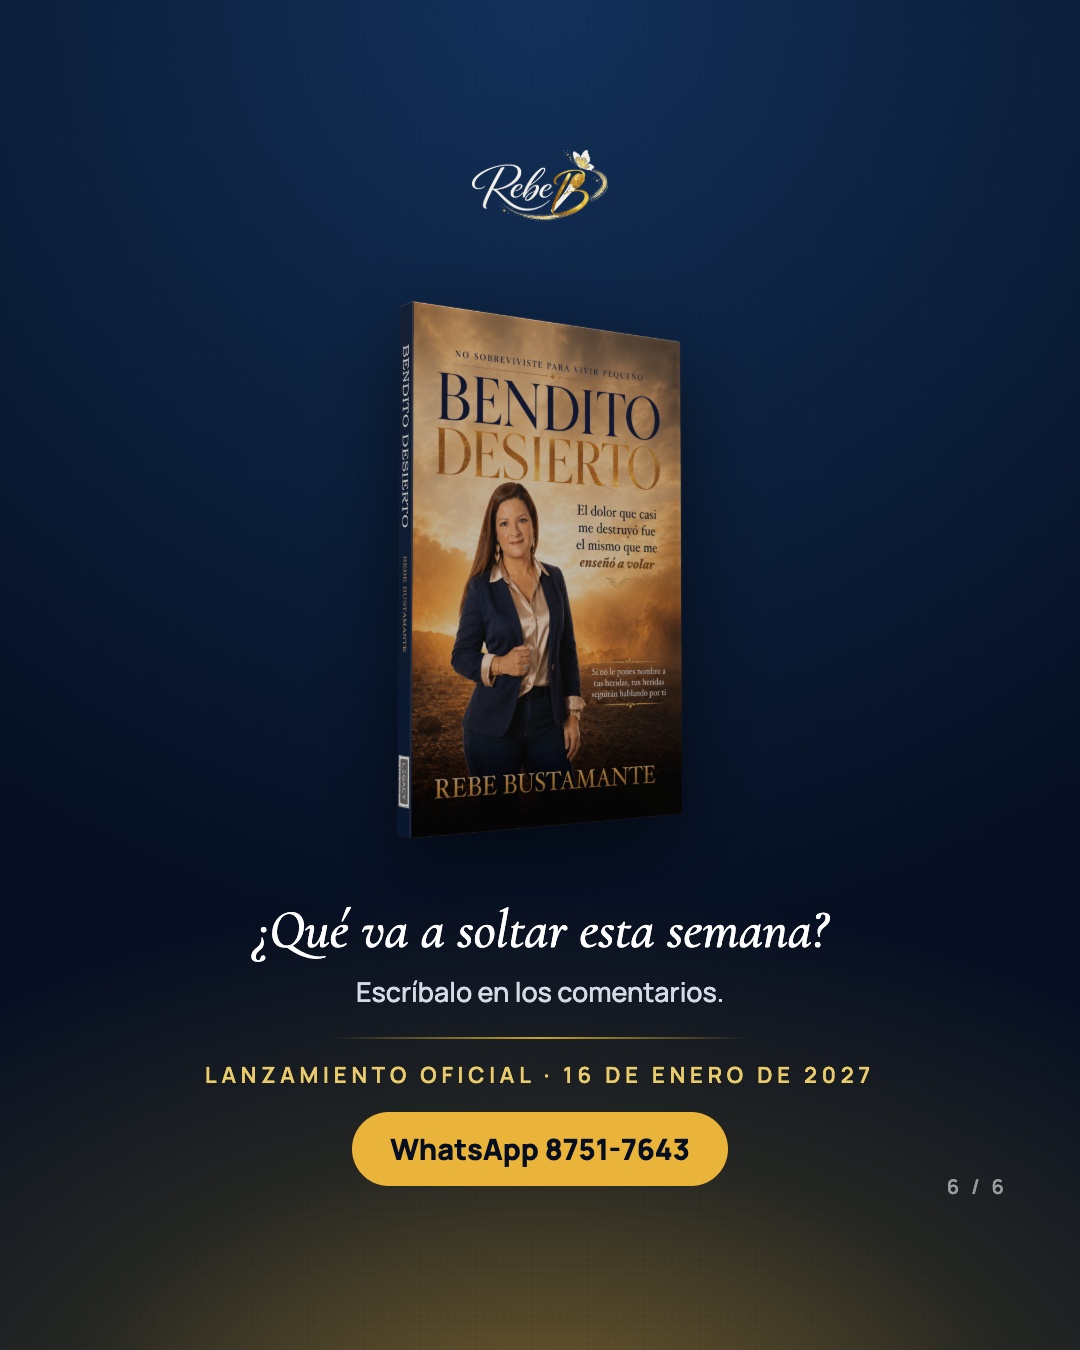 Rebe B
NO SOBREVIVISTE PARA VIVIR PEQUEÑO
BENDITO
DESIERTO
El dolor que casi
me destruyó fue
el mismo que me
enseñó a volar
Si no le pones nombre a
tus heridas, tus heridas
seguirán hablando por ti
REBE BUSTAMANTE
BENDITO DESIERTO
REBE BUSTAMANTE
LEGACY
¿Qué va a soltar esta semana?
Escríbalo en los comentarios.
LANZAMIENTO OFICIAL · 16 DE ENERO DE 2027
WhatsApp 8751-7643
6 / 6